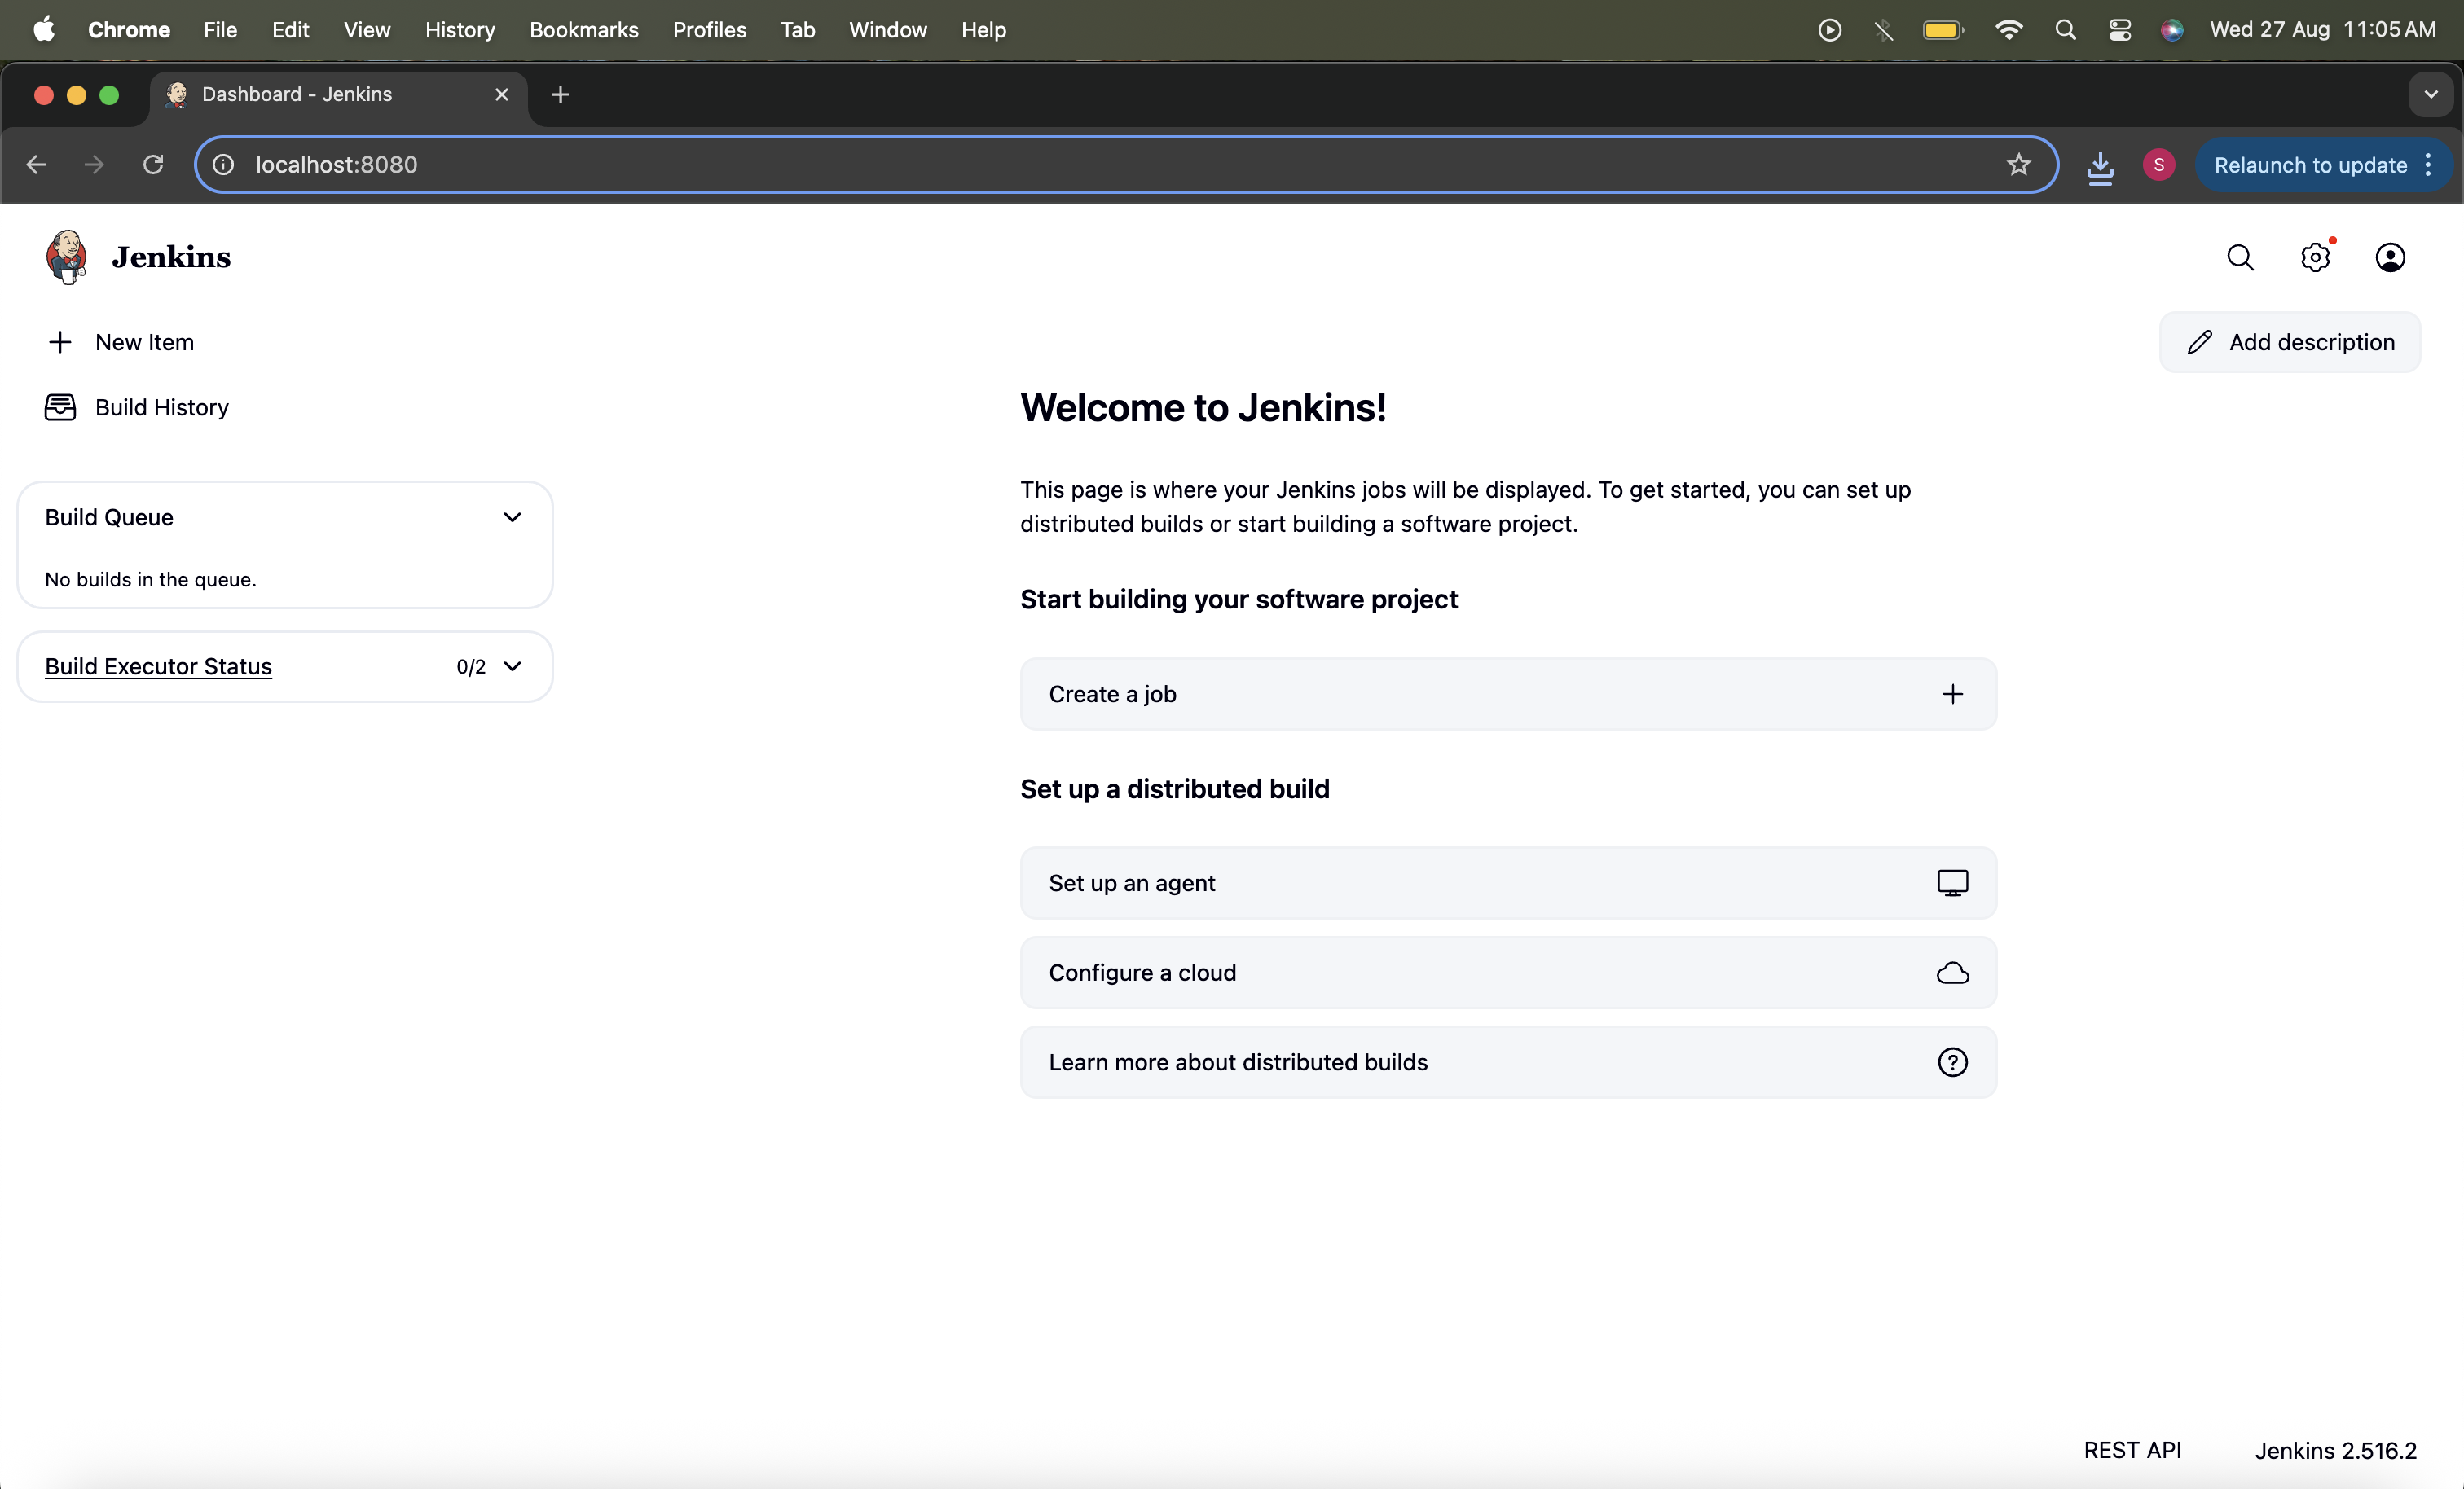 Chrome File Edit View History Bookmarks Profiles Tab Window Help Wed 27 Aug 11:05 AM
Dashboard - Jenkins
localhost:8080 S Relaunch to update
Jenkins
New Item
Add description
Build History
Build Queue
No builds in the queue.
Build Executor Status 0/2
Welcome to Jenkins!
This page is where your Jenkins jobs will be displayed. To get started, you can set up
distributed builds or start building a software project.
Start building your software project
Create a job
Set up a distributed build
Set up an agent
Configure a cloud
Learn more about distributed builds
REST API Jenkins 2.516.2